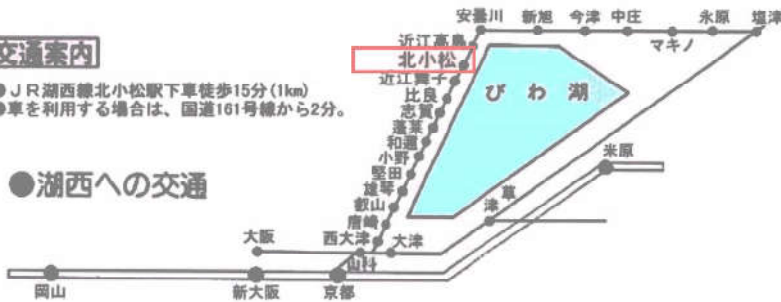 交通案内
●JR湖西線北小松駅下車徒歩15分(1km)
●車を利用する場合は、国道161号線から2分。
●湖西への交通
安曇川
新旭
今津
中庄
マキノ
永原
塩津
近江高島
北小松
近江舞子
比良
志賀
蓬莱
和邇
小野
堅田
雄琴
叡山
唐崎
西大津
びわ湖
米原
草津
大阪
大津
山科
岡山
新大阪
京都